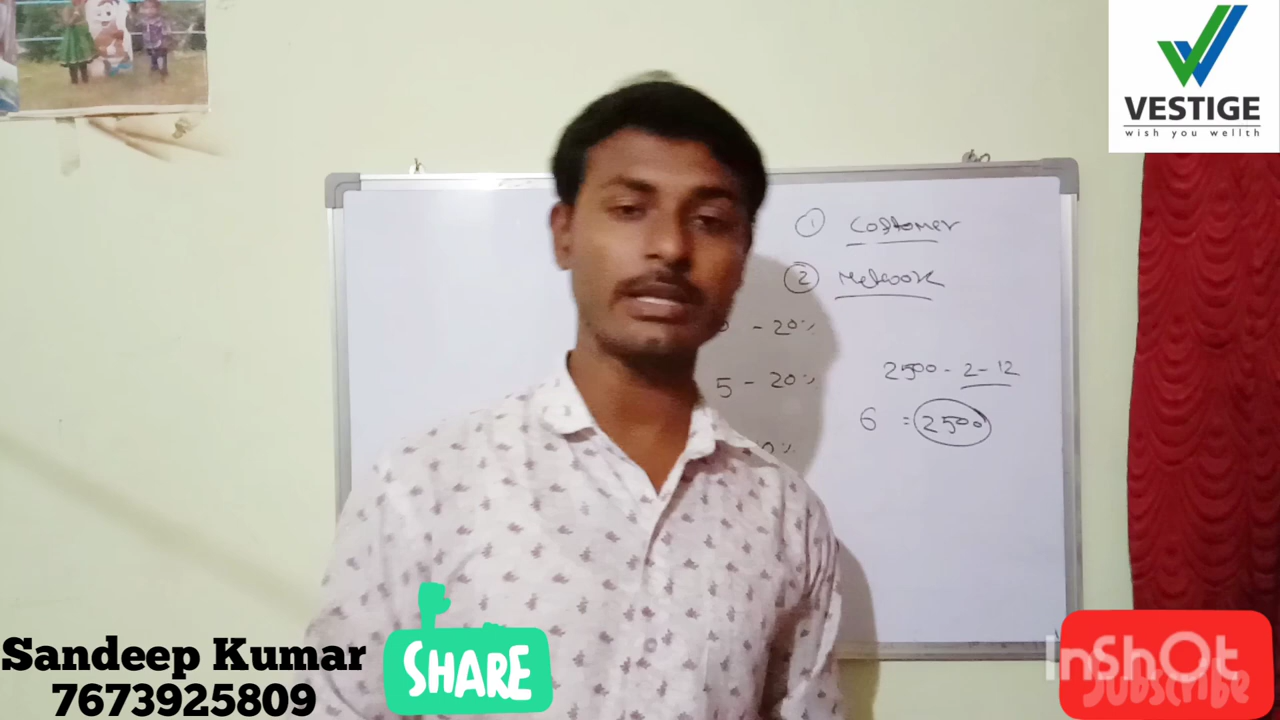 VESTIGE
wish you wellth
① Costomer
② Network
- 20%
5 - 20%
0%
2500 - 2 - 12
6 = 2500
Sandeep Kumar
7673925809
SHARE
InShOt
Subscribe